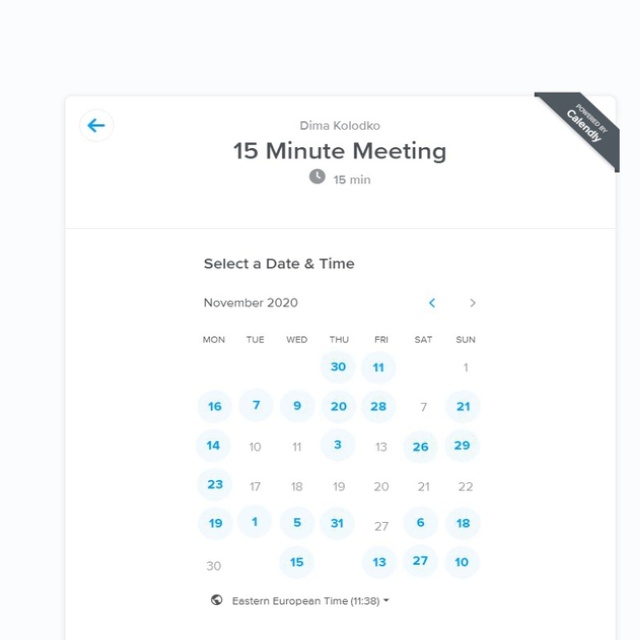 POWERED BY
Calendly
Dima Kolodko
15 Minute Meeting
15 min
Select a Date & Time
November 2020
MON TUE WED THU FRI SAT SUN
30 11 1
16 7 9 20 28 7 21
14 10 11 3 13 26 29
23 17 18 19 20 21 22
19 1 5 31 27 6 18
30 15 13 27 10
Eastern European Time (11:38)